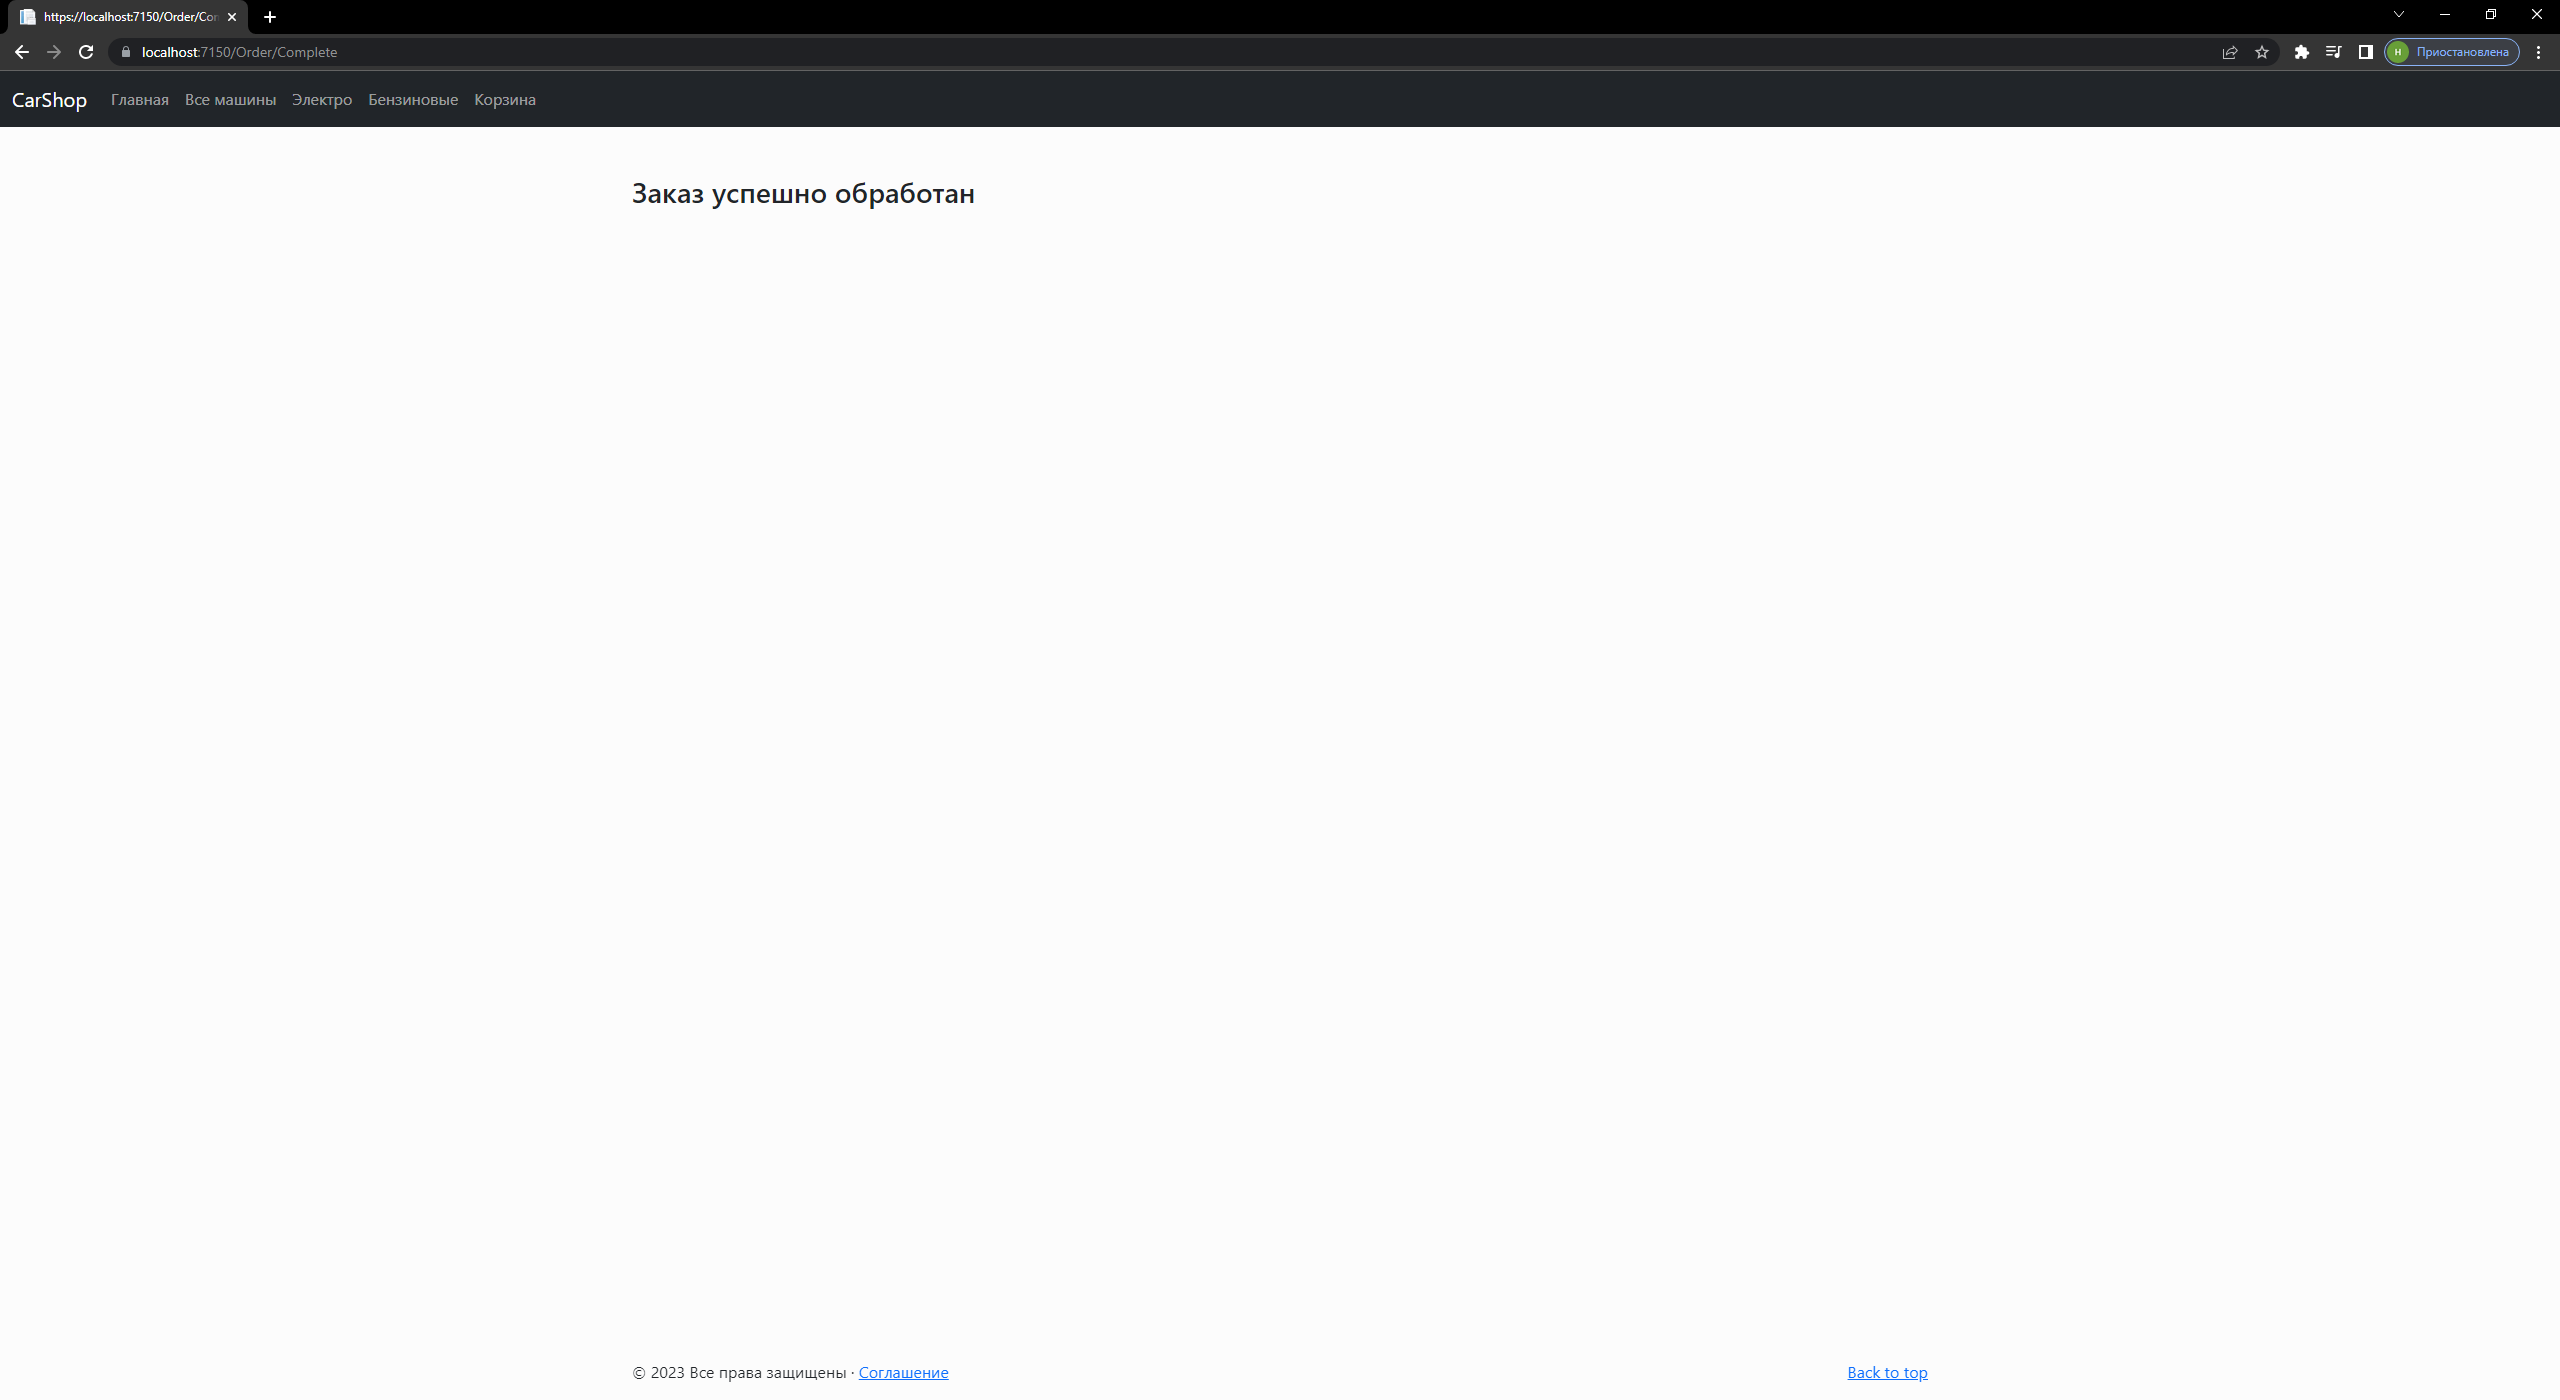 https://localhost:7150/Order/Con
localhost:7150/Order/Complete
Н Приостановлена
CarShop Главная Все машины Электро Бензиновые Корзина
Заказ успешно обработан
© 2023 Все права защищены · Соглашение
Back to top